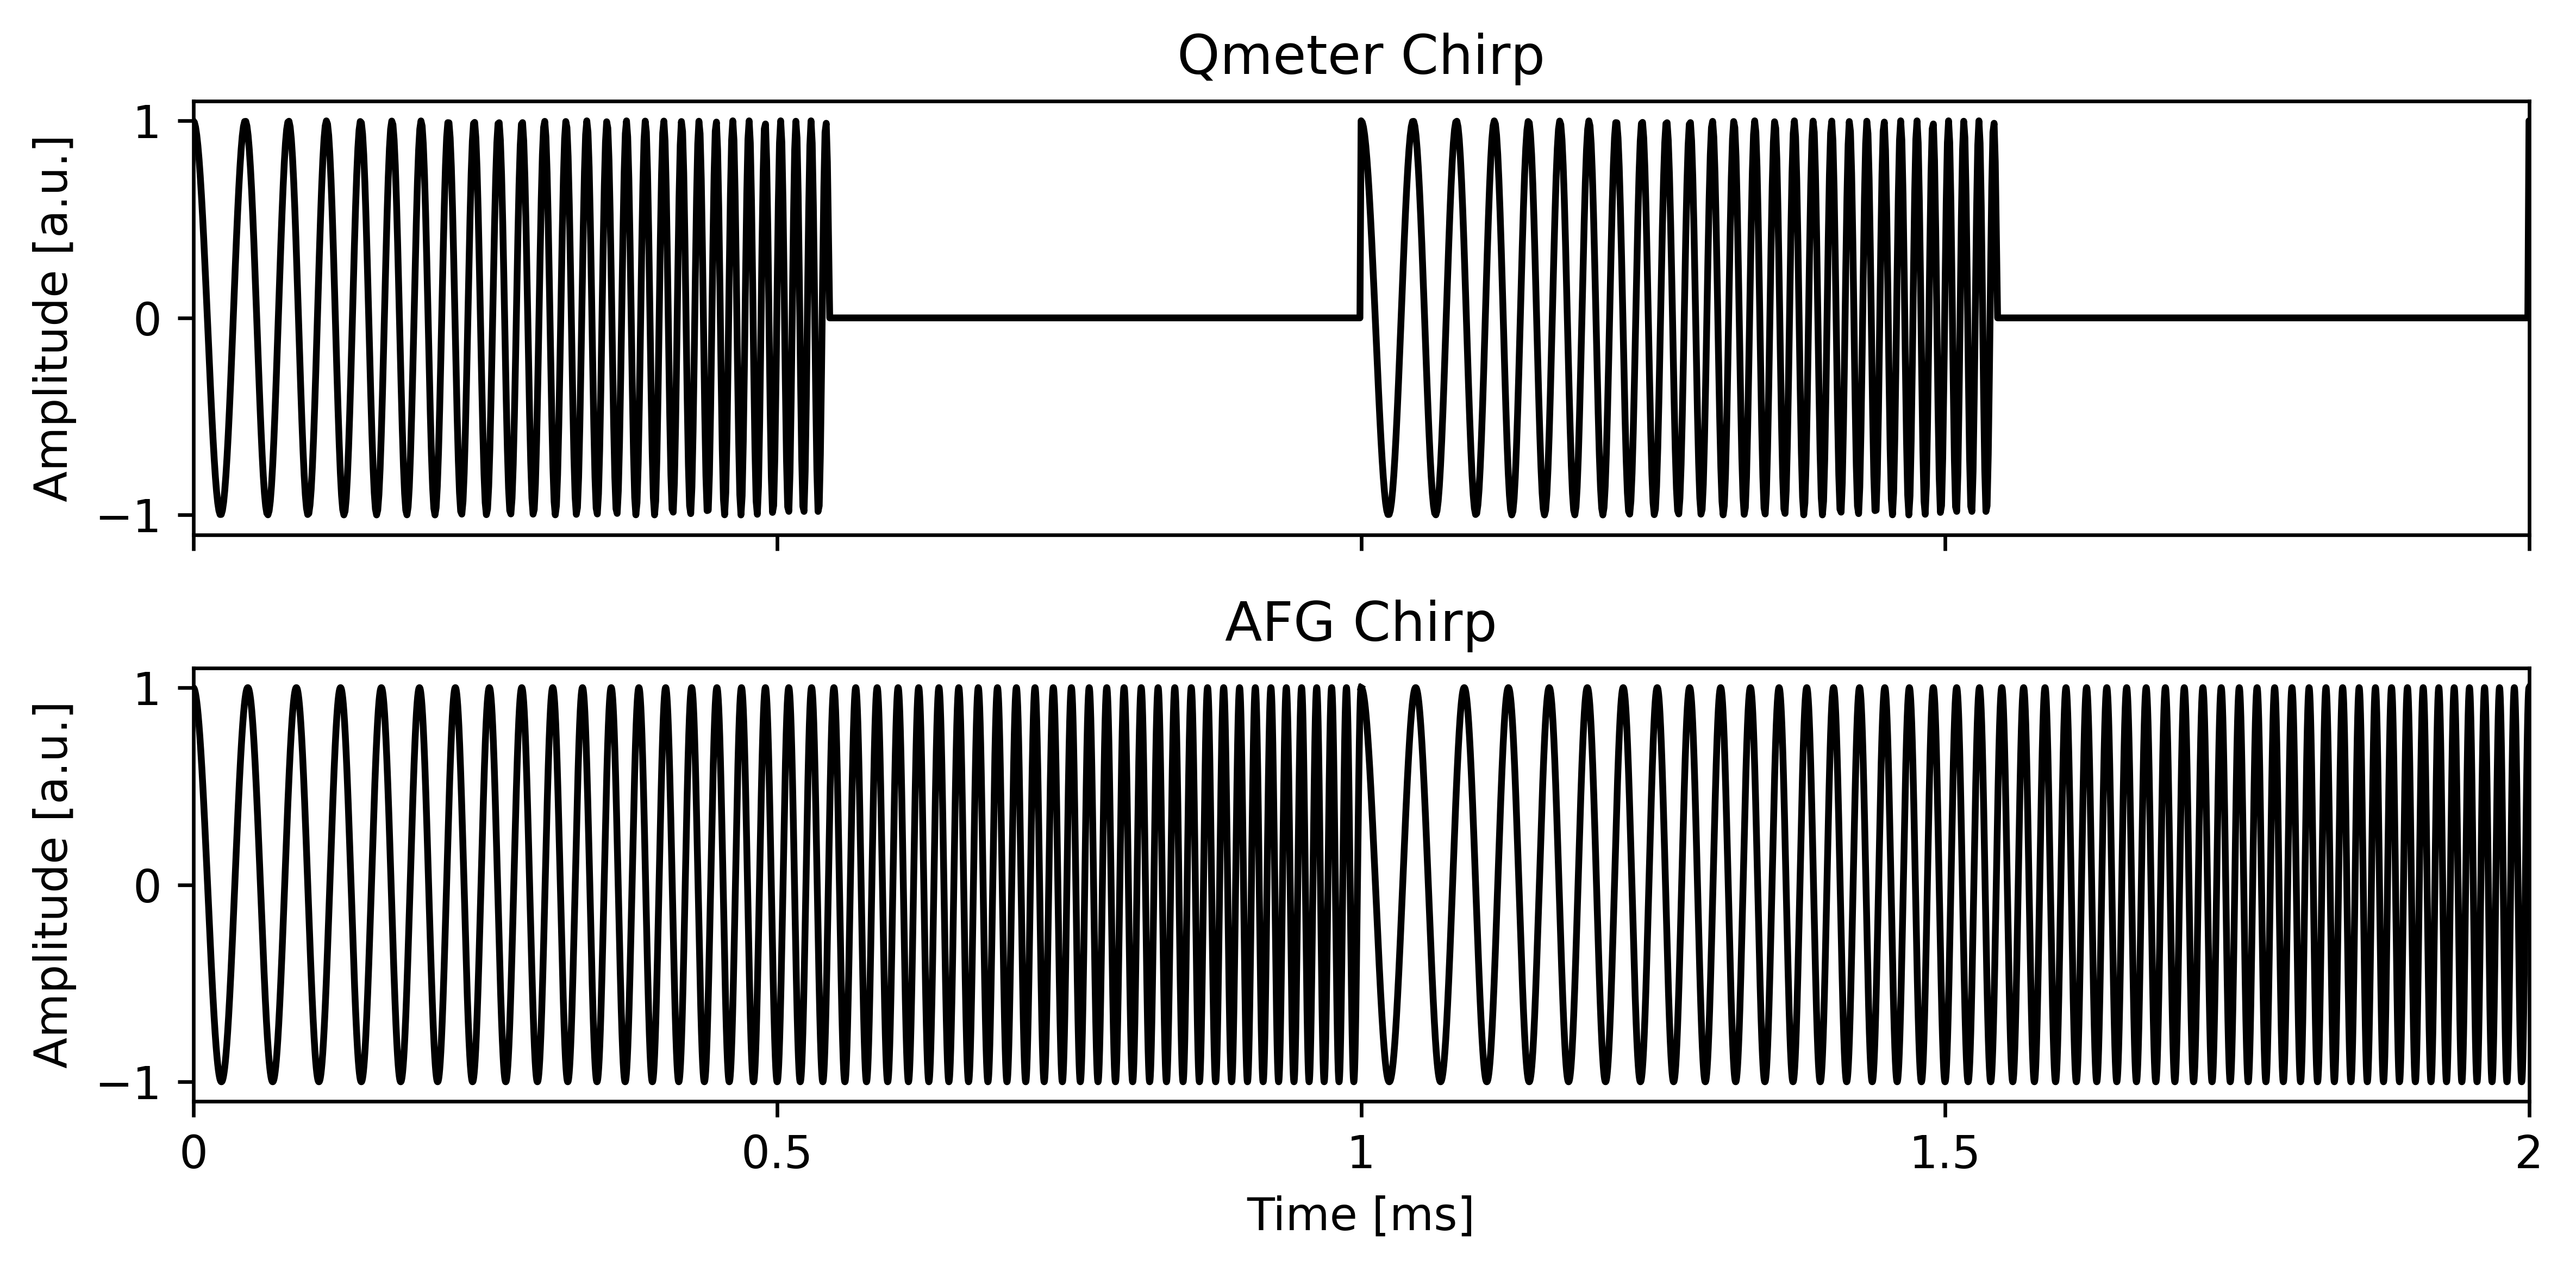 Qmeter Chirp
Amplitude [a.u.]
1
0
−1
AFG Chirp
Amplitude [a.u.]
1
0
−1
0 0.5 1 1.5 2
Time [ms]